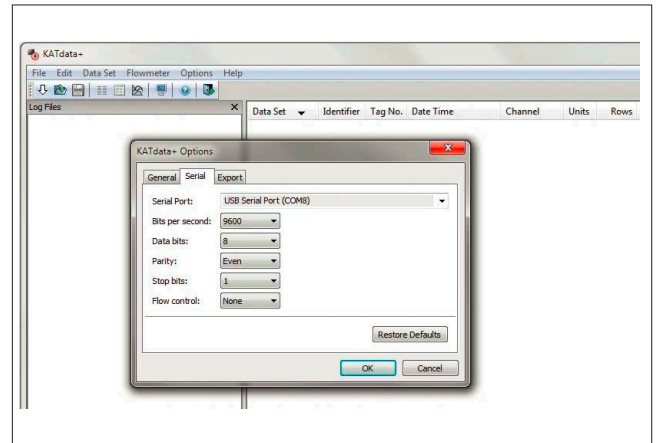 KATdata+
File Edit Data Set Flowmeter Options Help
Log Files X
Data Set Identifier Tag No. Date Time Channel Units Rows
KATdata+ Options
General Serial Export
Serial Port: USB Serial Port (COM8)
Bits per second: 9600
Data bits: 8
Parity: Even
Stop bits: 1
Flow control: None
Restore Defaults
OK Cancel